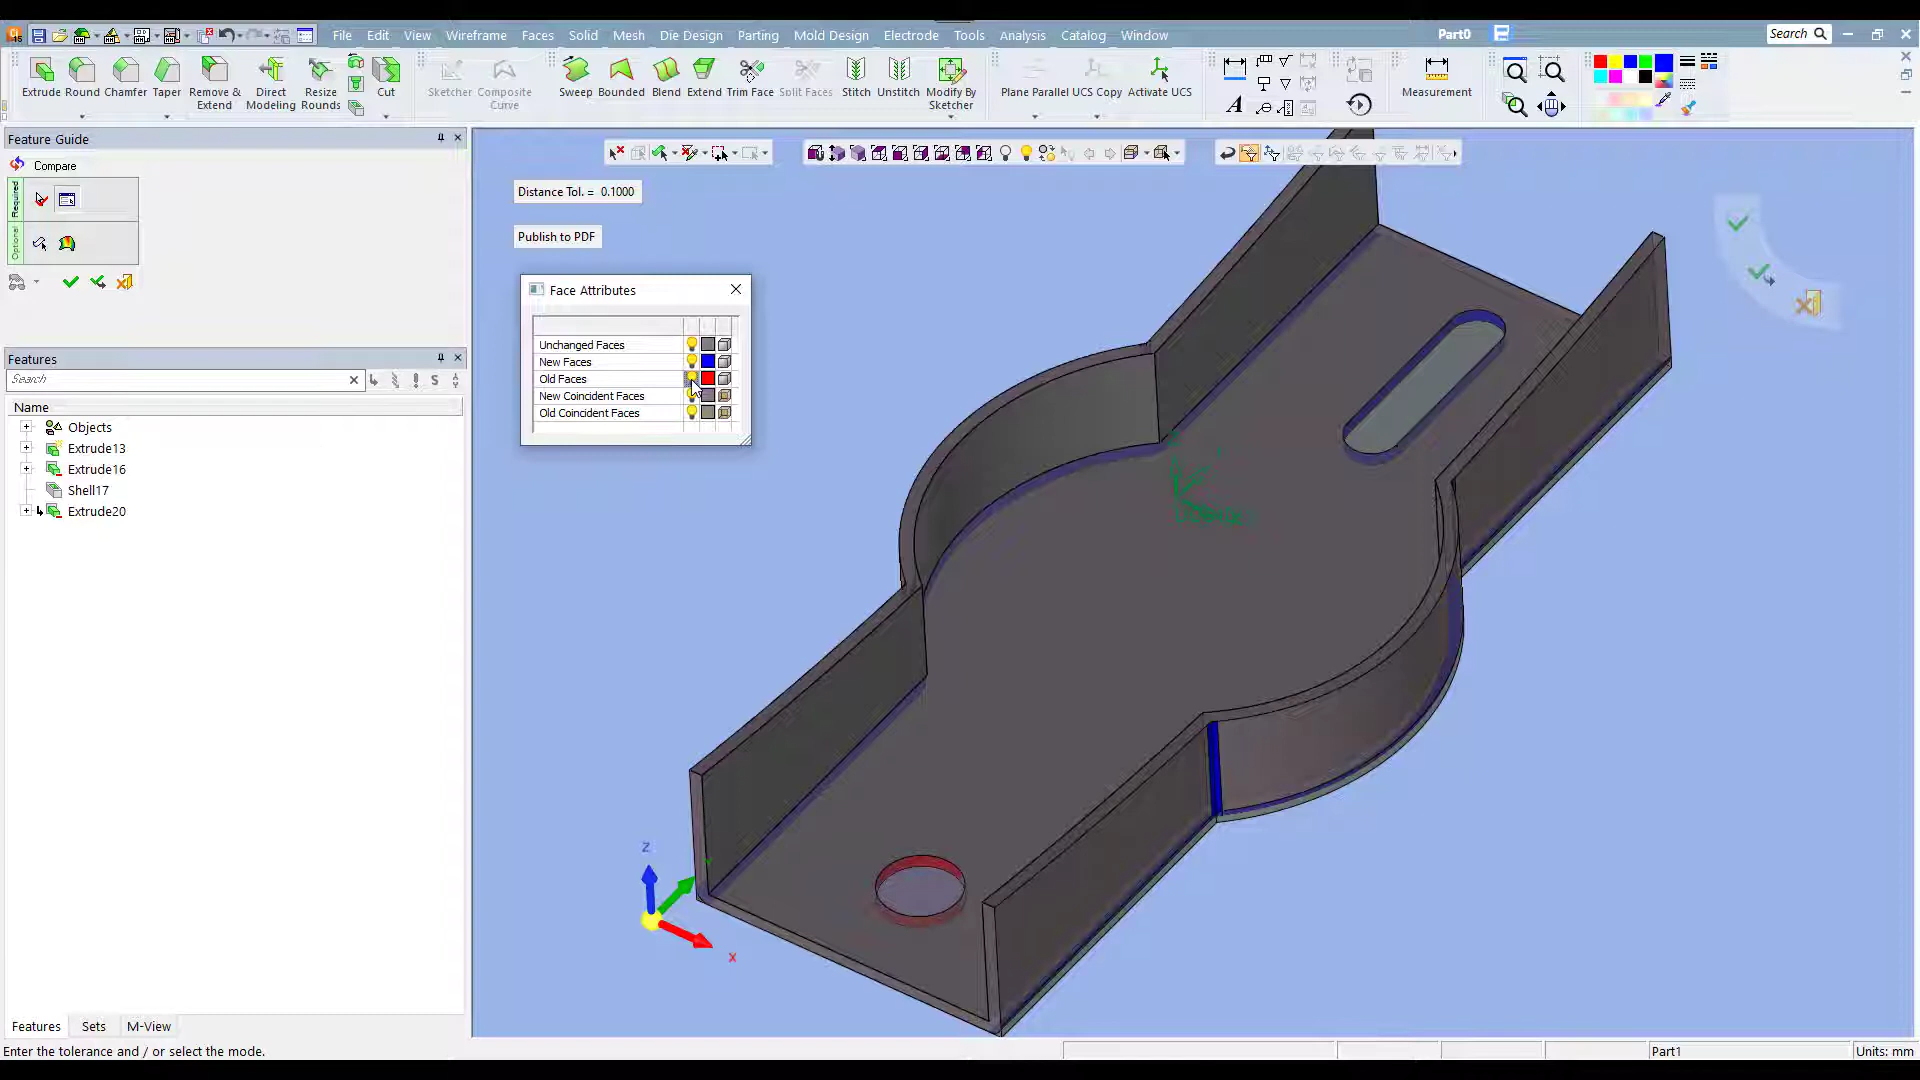 File Edit View Wireframe Faces Solid Mesh Die Design Parting Mold Design Electrode Tools Analysis Catalog Window
Part0
Search
Extrude Round Chamfer Taper Remove & Extend Direct Modeling Resize Rounds Cut
Sketcher Composite Curve
Sweep Bounded Blend Extend Trim Face Split Faces Stitch Unstitch Modify By Sketcher
Plane Parallel UCS Copy Activate UCS
Measurement
Feature Guide
Compare
Required
Optional
Distance Tol. = 0.1000
Publish to PDF
Face Attributes
Unchanged Faces
New Faces
Old Faces
New Coincident Faces
Old Coincident Faces
Features
Search
S
Name
Objects
Extrude13
Extrude16
Shell17
Extrude20
Z
X
Features Sets M-View
Enter the tolerance and / or select the mode.
Part1
Units: mm